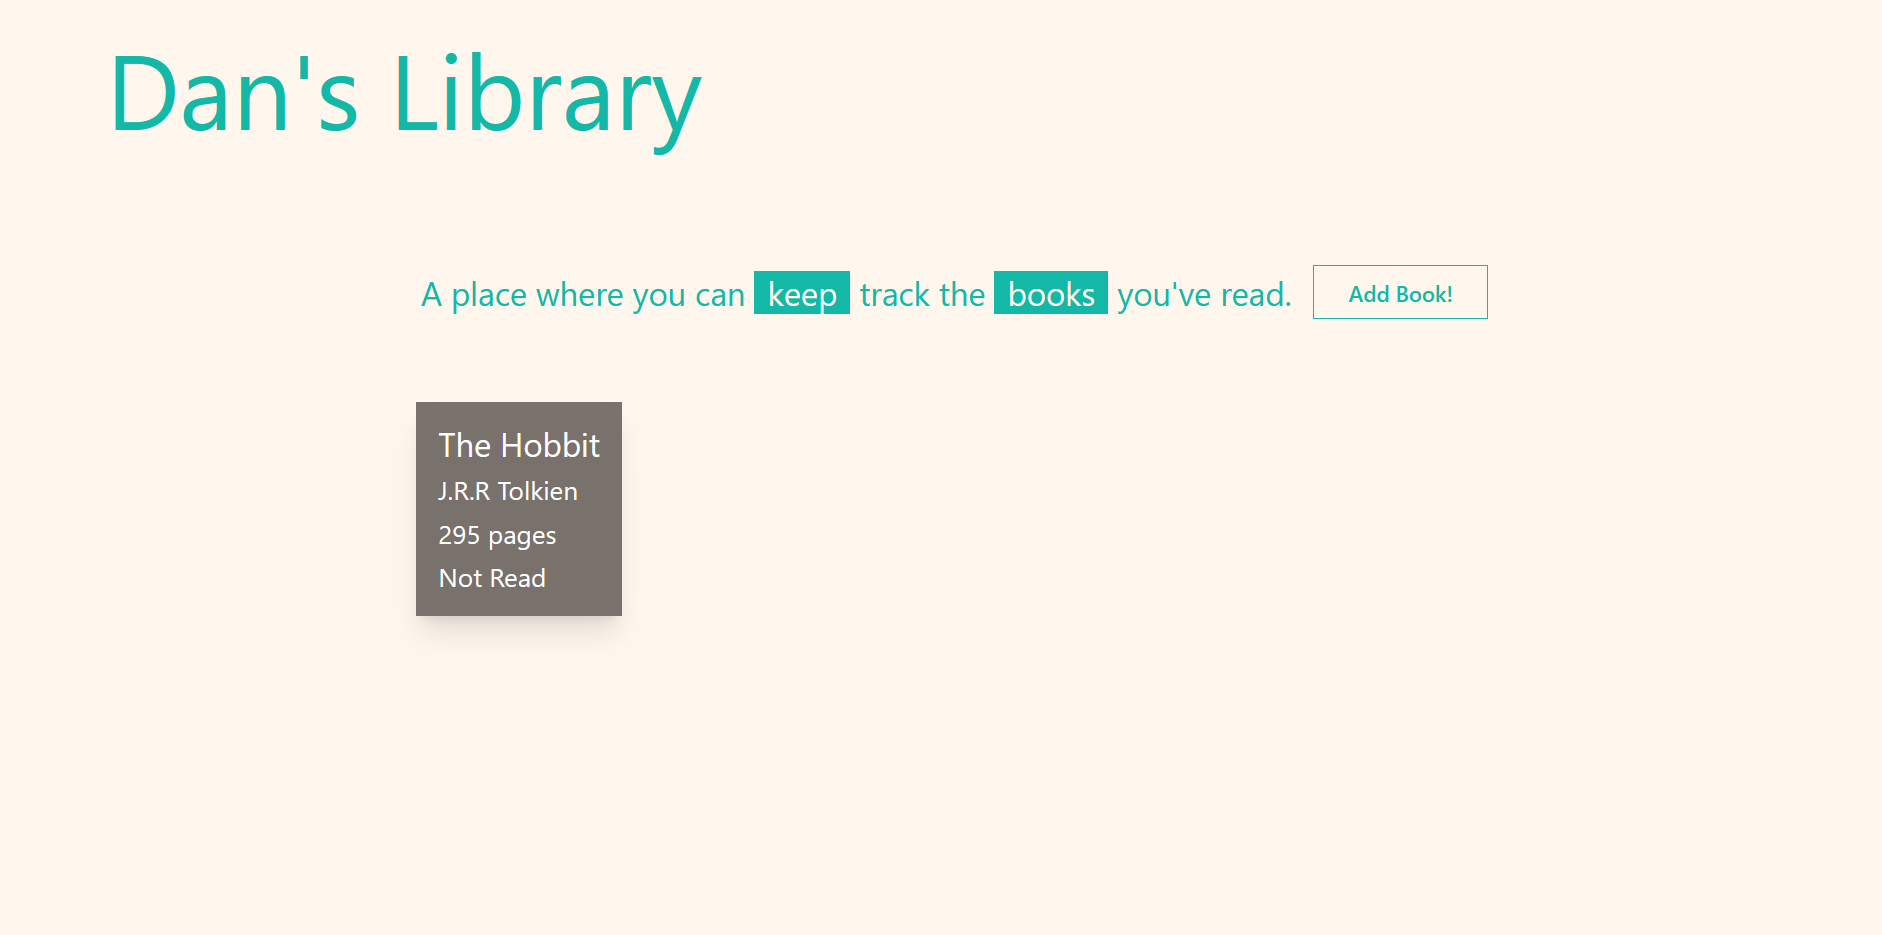 Dan's Library
A place where you can keep track the books you've read. Add Book!
The Hobbit
J.R.R Tolkien
295 pages
Not Read